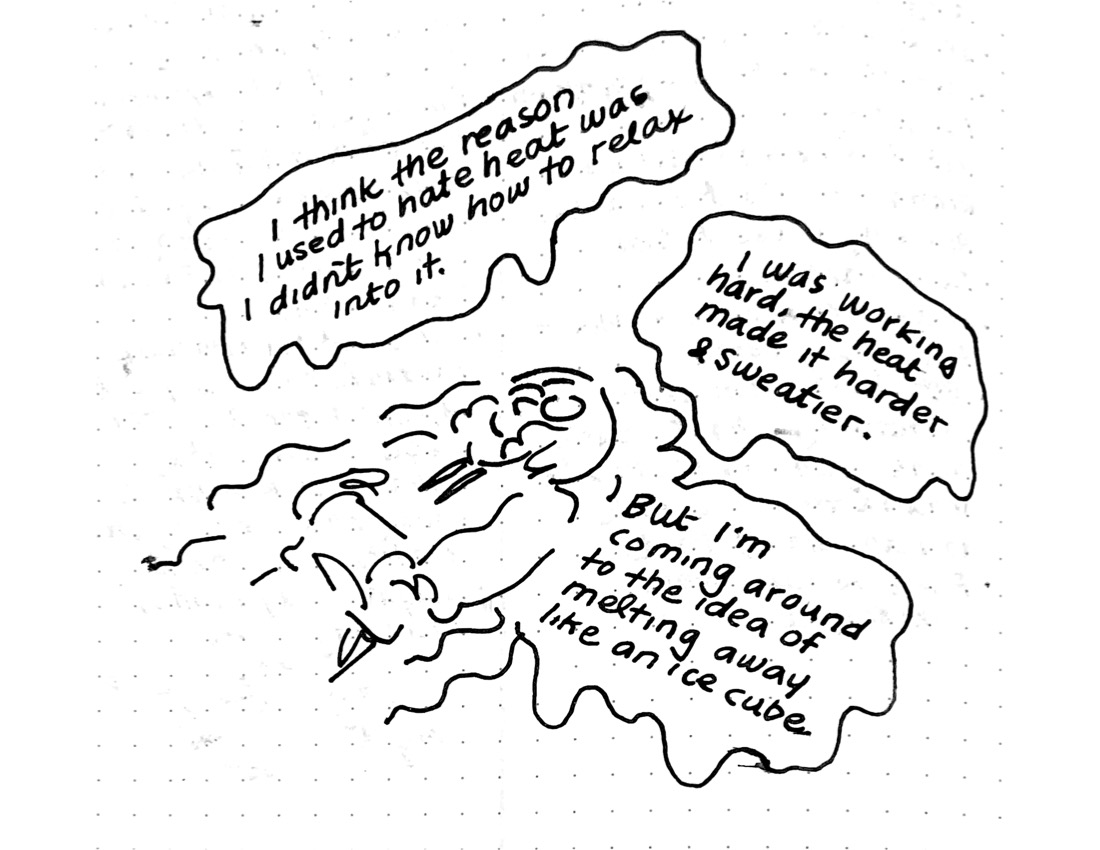 I think the reason
I used to hate heat was
I didn't know how to relax
into it.
I was working
hard, the heat
made it harder
& sweatier.
But I'm
coming around
to the idea of
melting away
like an ice cube